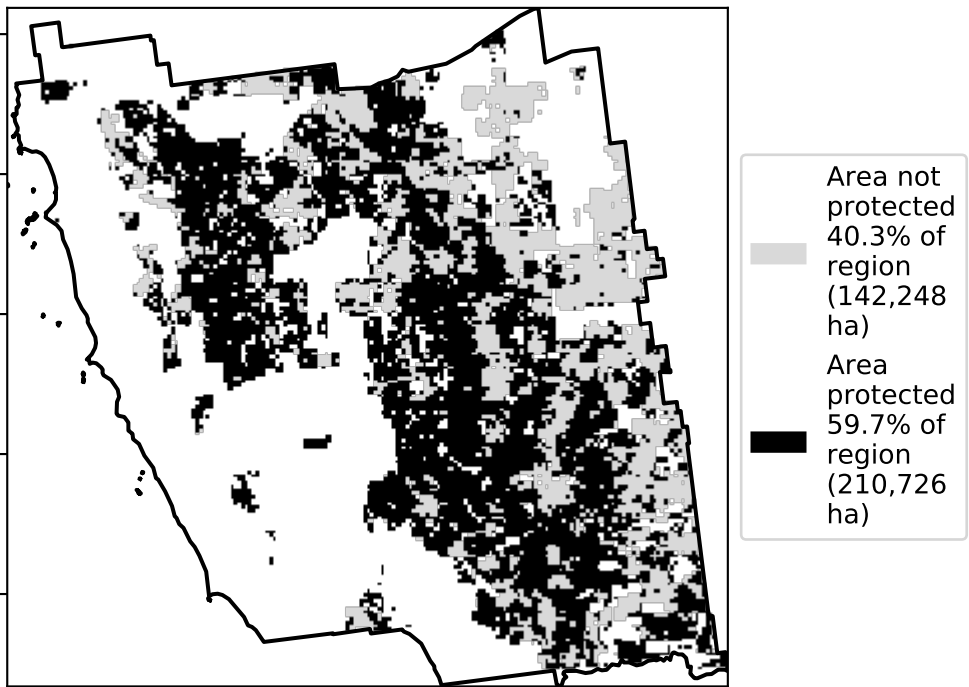 Area not
protected
40.3% of
region
(142,248
ha)
Area
protected
59.7% of
region
(210,726
ha)